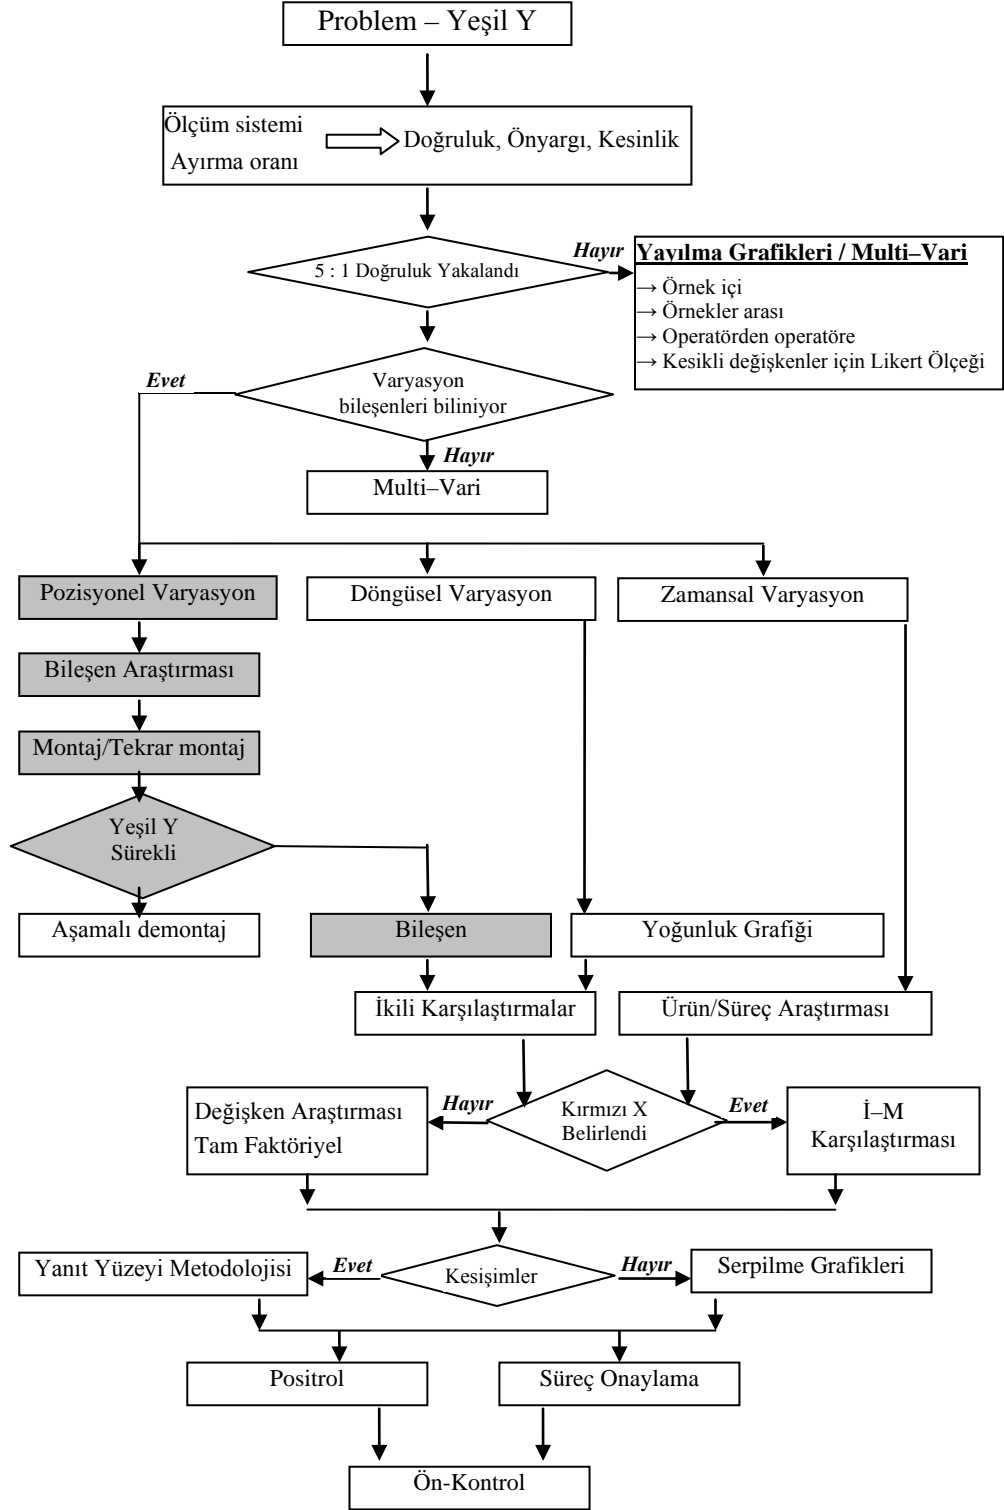 Problem – Yeşil Y
Ölçüm sistemi
Ayırma oranı
Doğruluk, Önyargı, Kesinlik
5 : 1 Doğruluk Yakalandı
Hayır
Yayılma Grafikleri / Multi–Vari
→ Örnek içi
→ Örnekler arası
→ Operatörden operatöre
→ Kesikli değişkenler için Likert Ölçeği
Evet
Varyasyon
bileşenleri biliniyor
Hayır
Multi–Vari
Pozisyonel Varyasyon
Döngüsel Varyasyon
Zamansal Varyasyon
Bileşen Araştırması
Montaj/Tekrar montaj
Yeşil Y
Sürekli
Aşamalı demontaj
Bileşen
Yoğunluk Grafiği
İkili Karşılaştırmalar
Ürün/Süreç Araştırması
Değişken Araştırması
Tam Faktöriyel
Hayır
Kırmızı X
Belirlendi
Evet
İ–M
Karşılaştırması
Yanıt Yüzeyi Metodolojisi
Evet
Kesişimler
Hayır
Serpilme Grafikleri
Positrol
Süreç Onaylama
Ön-Kontrol